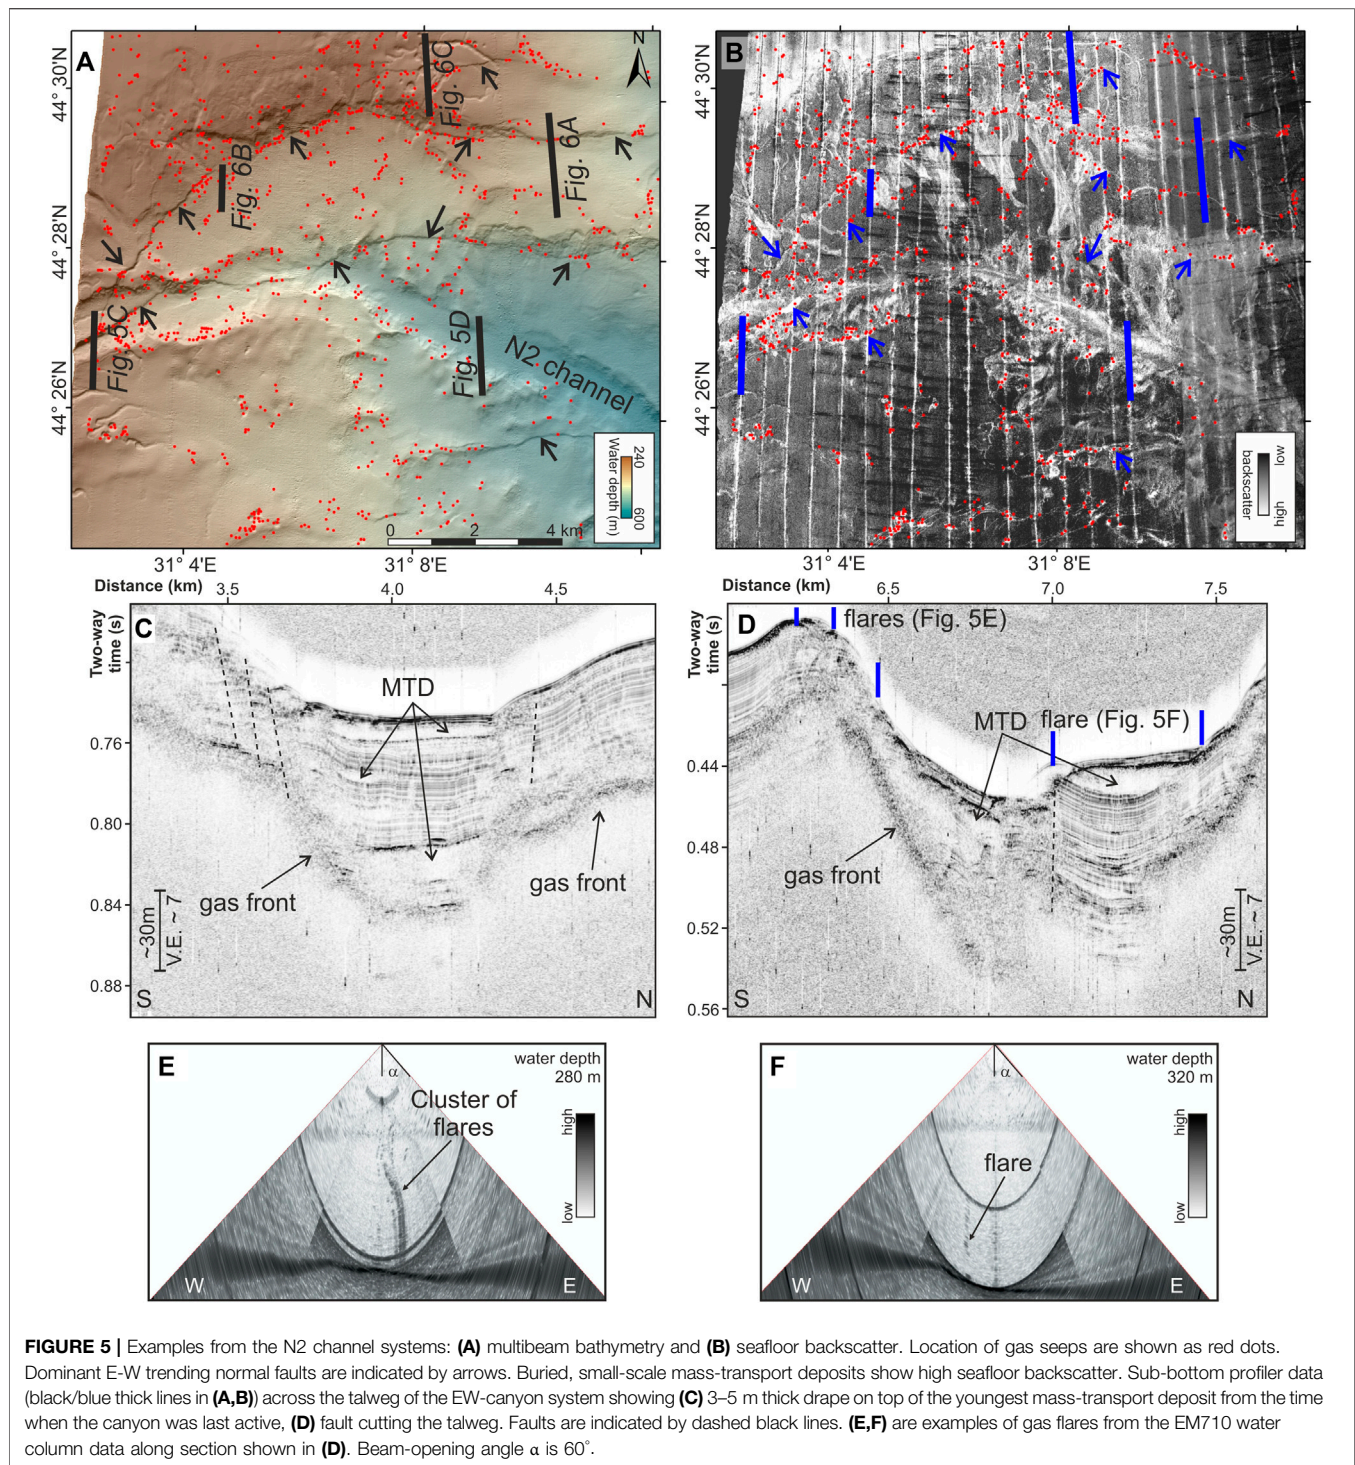 A
N
44° 30'N
44° 28'N
44° 26'N
Fig. 6C
Fig. 6A
Fig. 6B
Fig. 5C
Fig. 5D
N2 channel
240
Water depth (m)
600
0 2 4 km
31° 4'E
31° 8'E
B
44° 30'N
44° 28'N
44° 26'N
low
backscatter
high
31° 4'E
31° 8'E
Distance (km) 3.5 4.0 4.5
Two-way
time (s)
C
MTD
0.76
0.80
0.84
0.88
gas front
gas front
~30m
V.E. ~ 7
S
N
Distance (km) 6.5 7.0 7.5
Two-way
time (s)
D
flares (Fig. 5E)
MTD
flare (Fig. 5F)
0.44
0.48
0.52
0.56
gas front
~30m
V.E. ~ 7
S
N
E
α
water depth
280 m
Cluster of
flares
high
low
W
E
F
α
water depth
320 m
flare
high
low
W
E
FIGURE 5 | Examples from the N2 channel systems: (A) multibeam bathymetry and (B) seafloor backscatter. Location of gas seeps are shown as red dots.
Dominant E-W trending normal faults are indicated by arrows. Buried, small-scale mass-transport deposits show high seafloor backscatter. Sub-bottom profiler data
(black/blue thick lines in (A,B)) across the talweg of the EW-canyon system showing (C) 3–5 m thick drape on top of the youngest mass-transport deposit from the time
when the canyon was last active, (D) fault cutting the talweg. Faults are indicated by dashed black lines. (E,F) are examples of gas flares from the EM710 water
column data along section shown in (D). Beam-opening angle α is 60°.